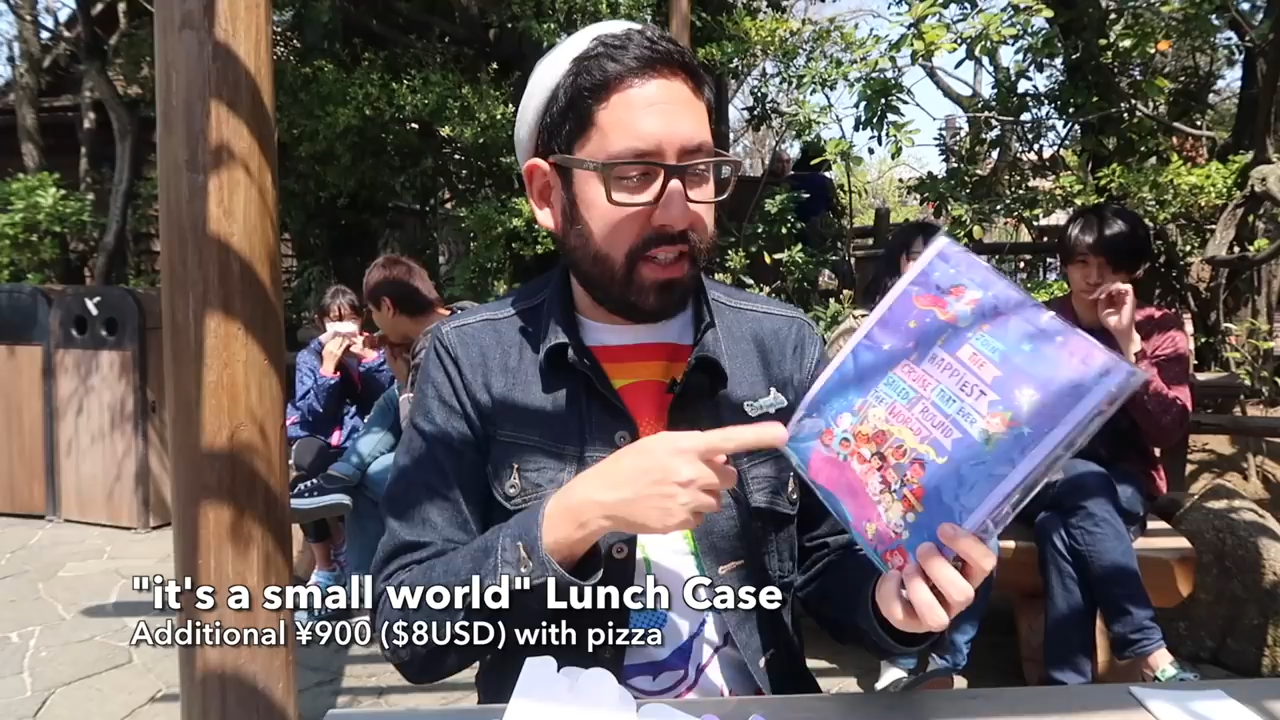 JOIN
THE
HAPPIEST
CRUISE THAT EVER
SAILED 'ROUND
THE WORLD
"it's a small world" Lunch Case
Additional ¥900 ($8USD) with pizza